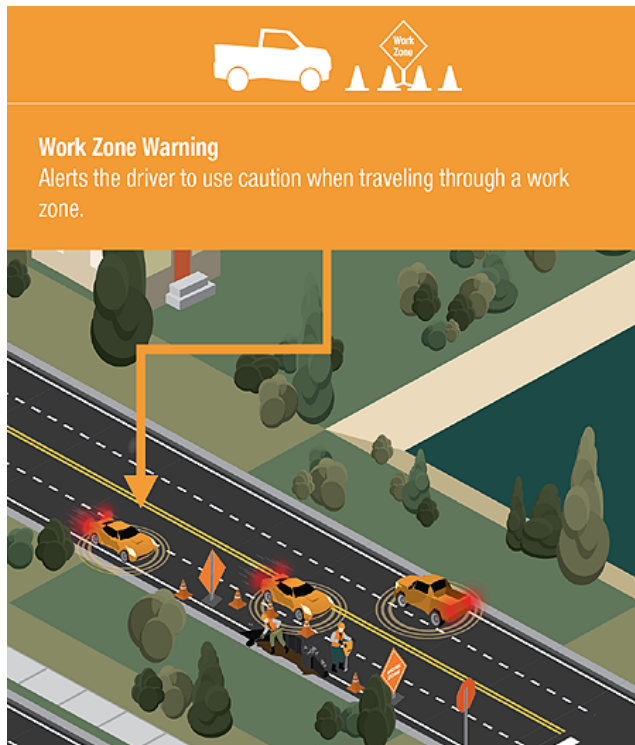 Work
Zone
Work Zone Warning
Alerts the driver to use caution when traveling through a work
zone.